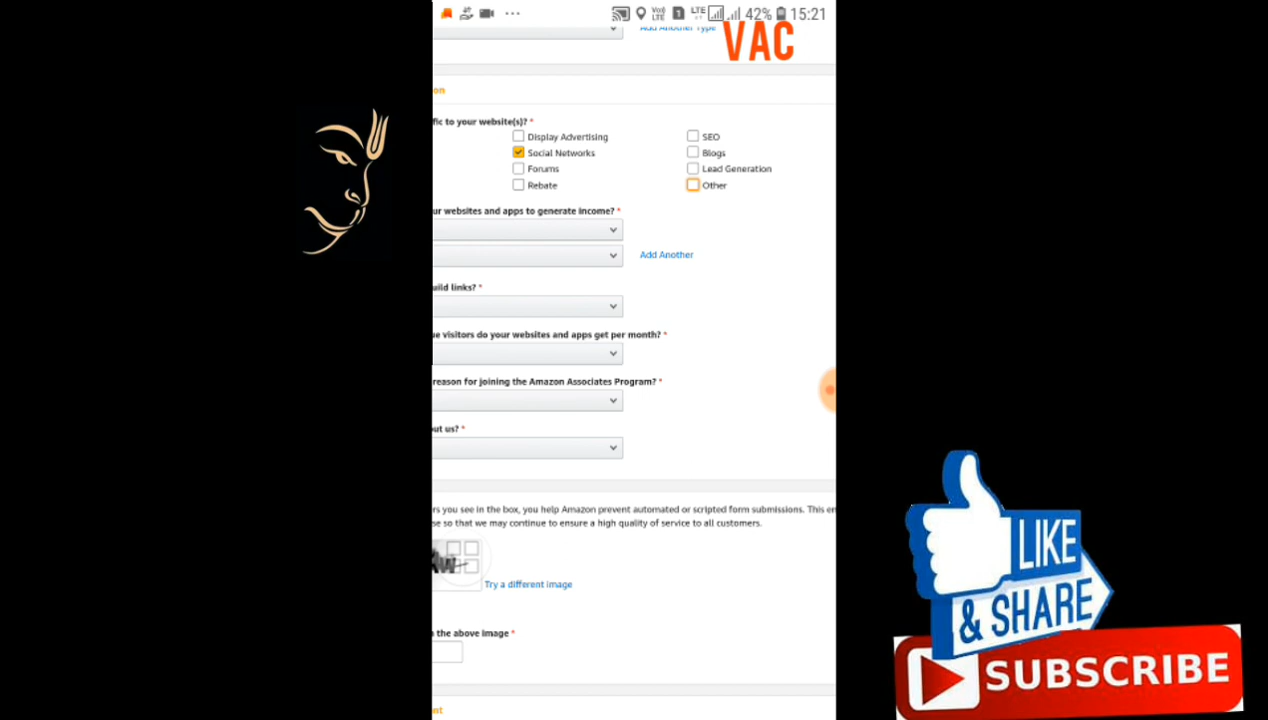 LTE 42% 15:21
Add Another Type
VAC
on
fic to your website(s)? *
Display Advertising
SEO
Social Networks
Blogs
Forums
Lead Generation
Rebate
Other
ur websites and apps to generate income? *
Add Another
uild links? *
ue visitors do your websites and apps get per month? *
reason for joining the Amazon Associates Program? *
out us? *
rs you see in the box, you help Amazon prevent automated or scripted form submissions. This en
se so that we may continue to ensure a high quality of service to all customers.
Try a different image
n the above image *
nt
LIKE
& SHARE
SUBSCRIBE